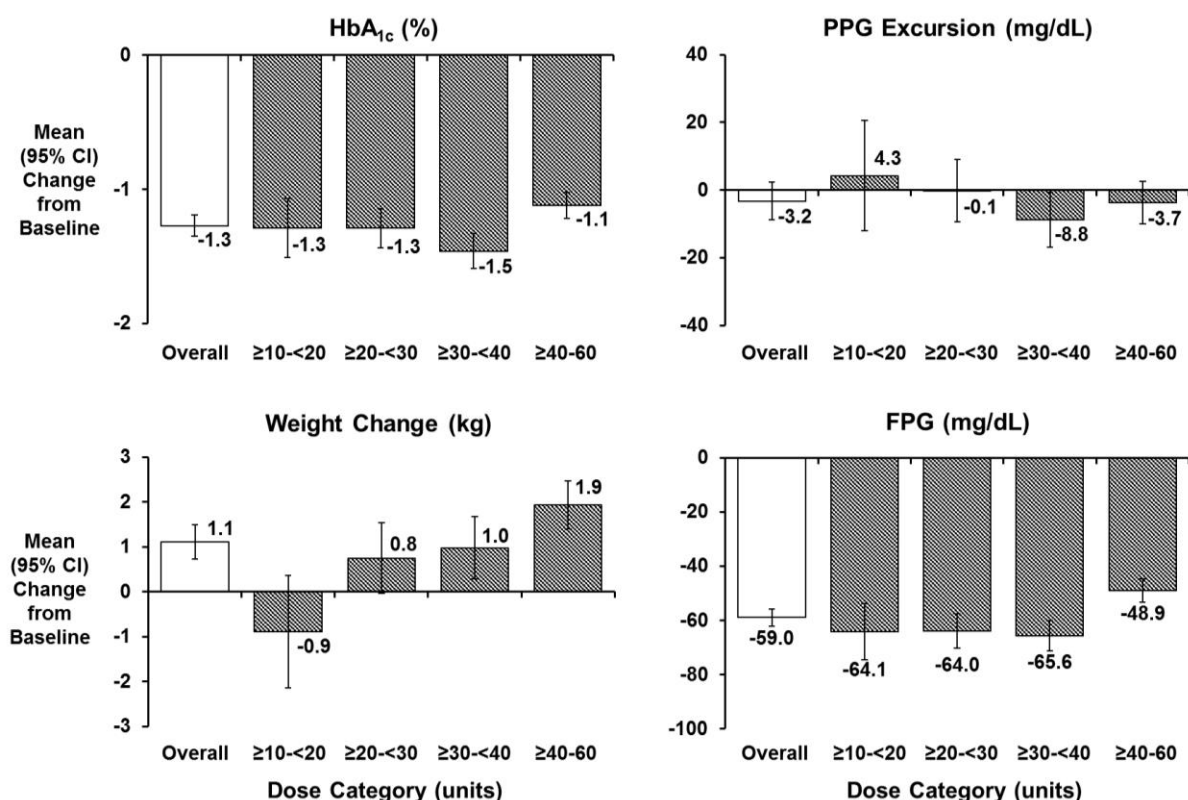 HbA1c (%)
0
-1
-2
Mean
(95% CI)
Change
from
Baseline
-1.3
-1.3
-1.3
-1.5
-1.1
Overall ≥10-<20 ≥20-<30 ≥30-<40 ≥40-60
PPG Excursion (mg/dL)
40
20
0
-20
-40
-3.2
4.3
-0.1
-8.8
-3.7
Overall ≥10-<20 ≥20-<30 ≥30-<40 ≥40-60
Weight Change (kg)
3
2
1
0
-1
-2
-3
Mean
(95% CI)
Change
from
Baseline
1.1
-0.9
0.8
1.0
1.9
Overall ≥10-<20 ≥20-<30 ≥30-<40 ≥40-60
Dose Category (units)
FPG (mg/dL)
0
-20
-40
-60
-80
-100
-59.0
-64.1
-64.0
-65.6
-48.9
Overall ≥10-<20 ≥20-<30 ≥30-<40 ≥40-60
Dose Category (units)